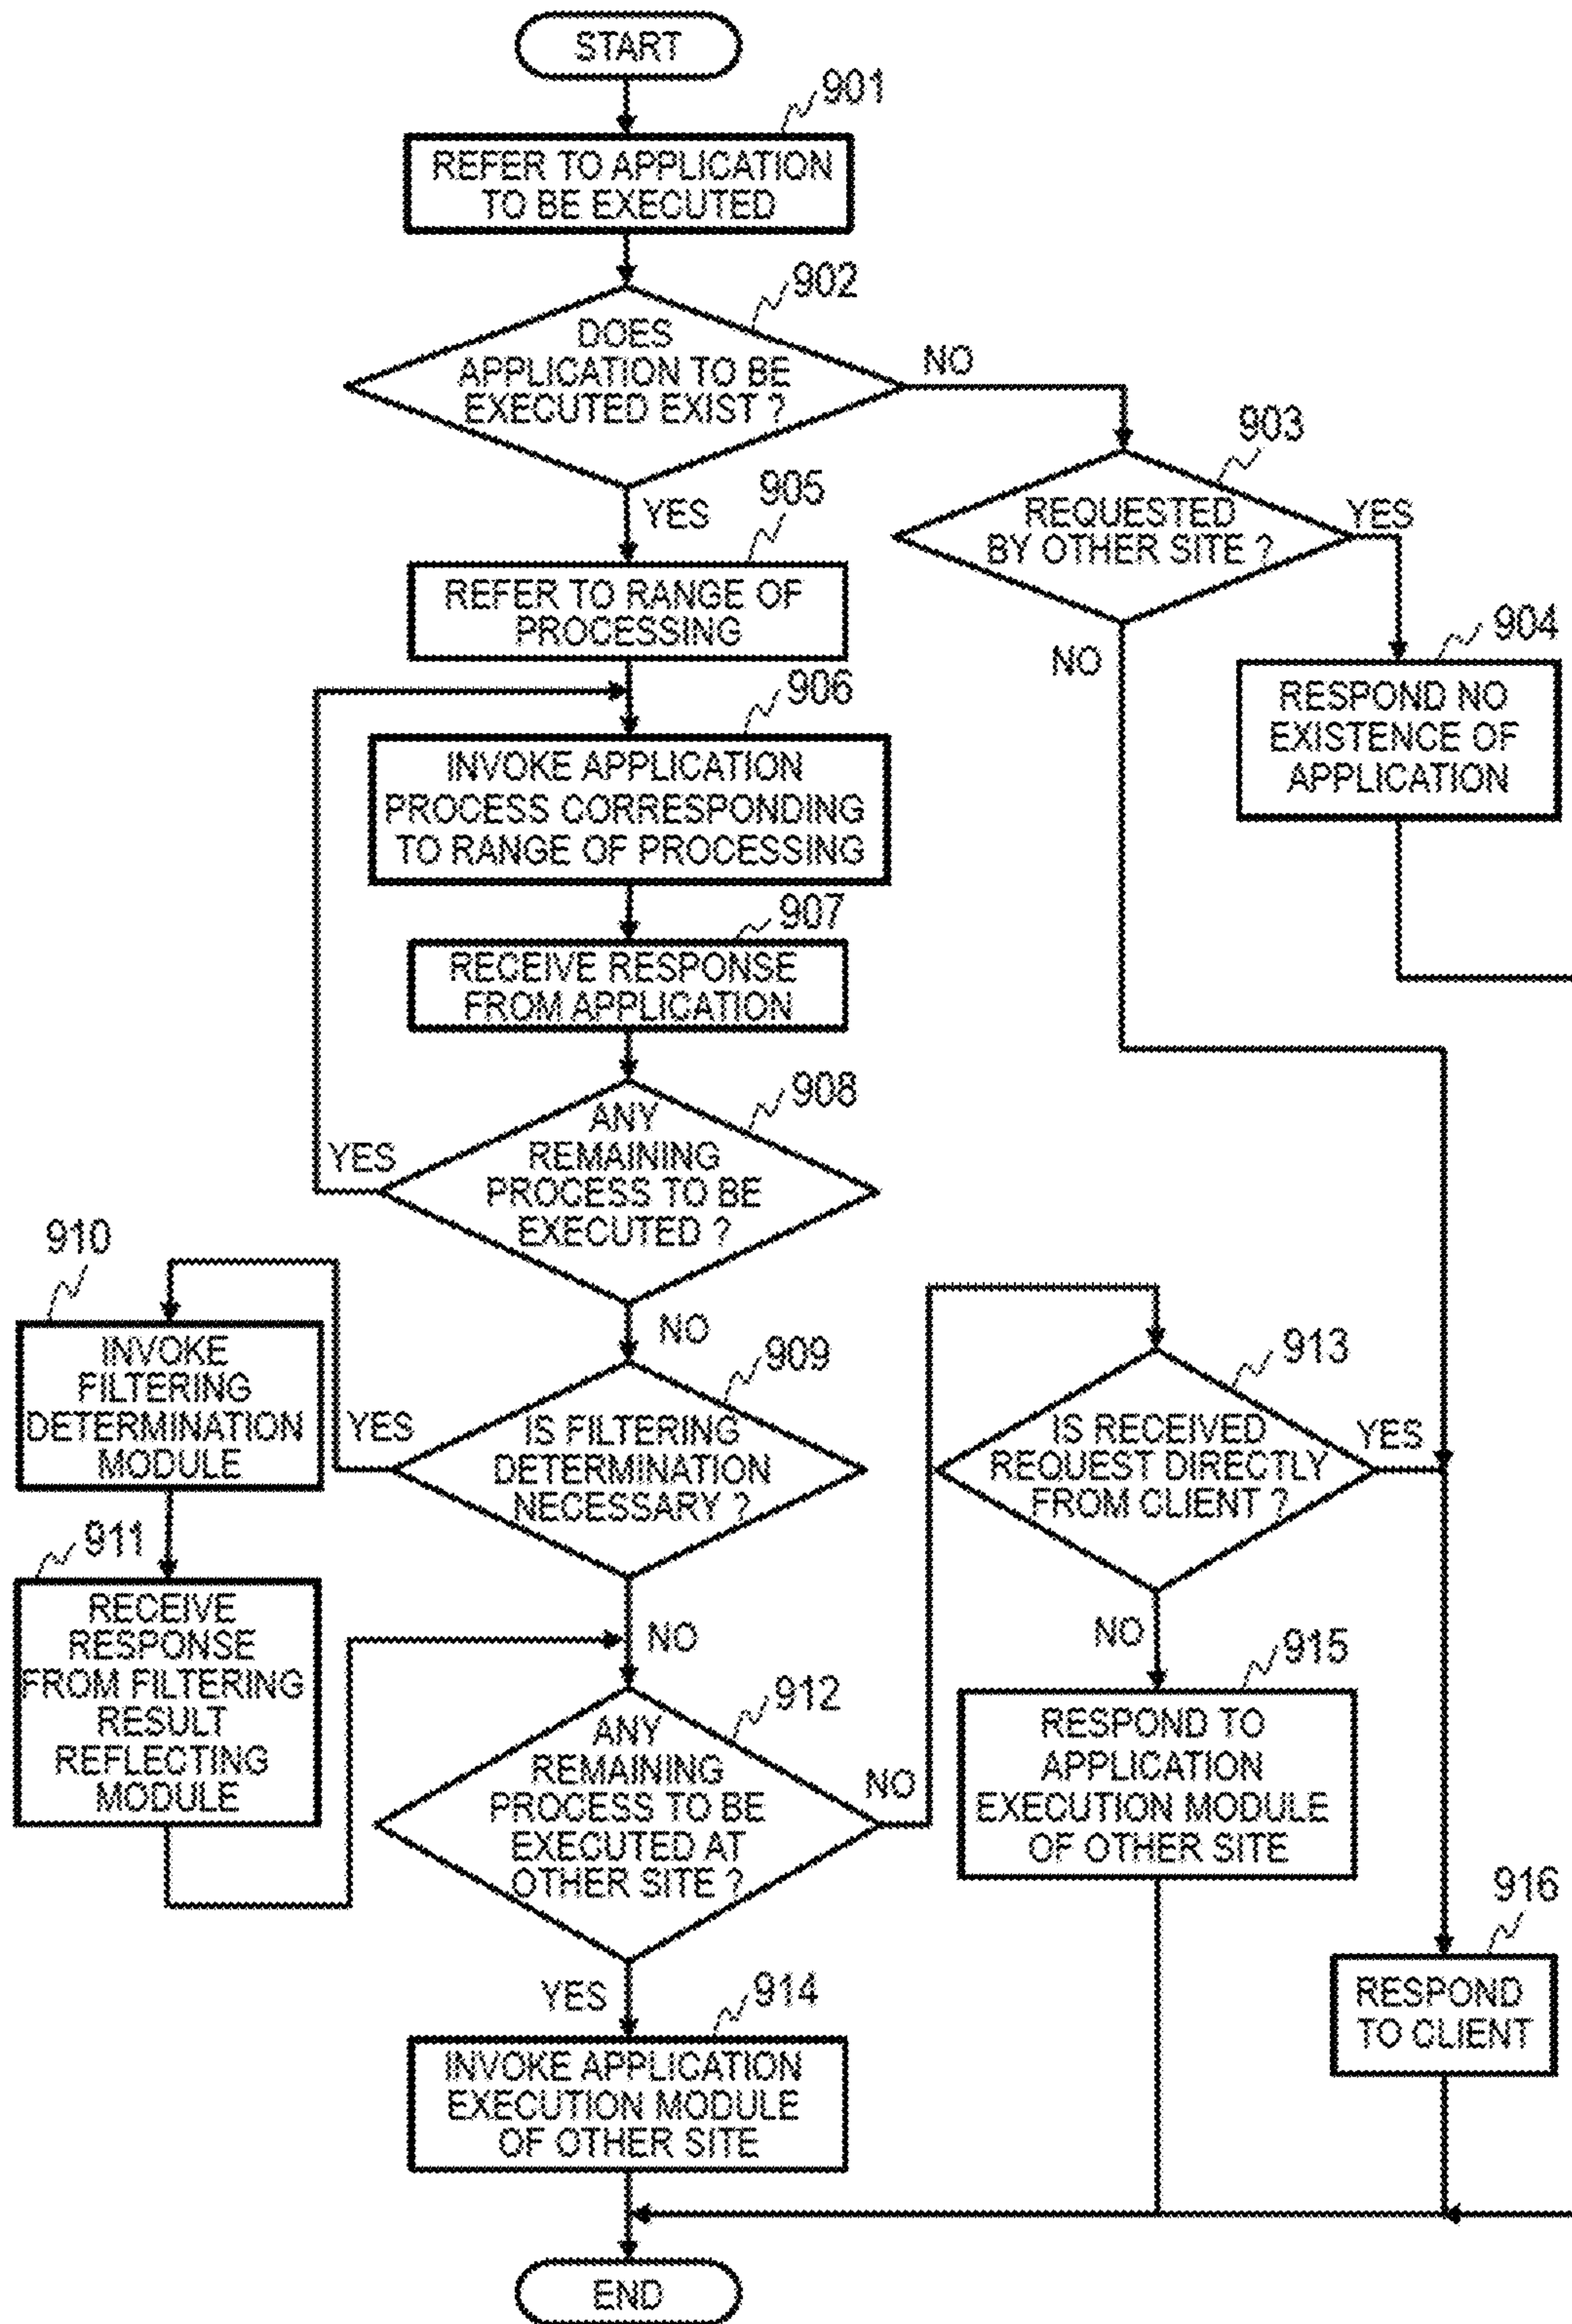 START
901
REFER TO APPLICATION
TO BE EXECUTED
902
DOES
APPLICATION TO BE
EXECUTED EXIST ?
NO
YES
903
REQUESTED
BY OTHER SITE ?
YES
NO
904
RESPOND NO
EXISTENCE OF
APPLICATION
905
REFER TO RANGE OF
PROCESSING
906
INVOKE APPLICATION
PROCESS CORRESPONDING
TO RANGE OF PROCESSING
907
RECEIVE RESPONSE
FROM APPLICATION
908
ANY
REMAINING
PROCESS TO BE
EXECUTED ?
YES
NO
909
IS FILTERING
DETERMINATION
NECESSARY ?
YES
NO
910
INVOKE
FILTERING
DETERMINATION
MODULE
911
RECEIVE
RESPONSE
FROM FILTERING
RESULT
REFLECTING
MODULE
912
ANY
REMAINING
PROCESS TO BE
EXECUTED AT
OTHER SITE ?
NO
YES
913
IS RECEIVED
REQUEST DIRECTLY
FROM CLIENT ?
YES
NO
914
INVOKE APPLICATION
EXECUTION MODULE
OF OTHER SITE
915
RESPOND TO
APPLICATION
EXECUTION MODULE
OF OTHER SITE
916
RESPOND
TO CLIENT
END